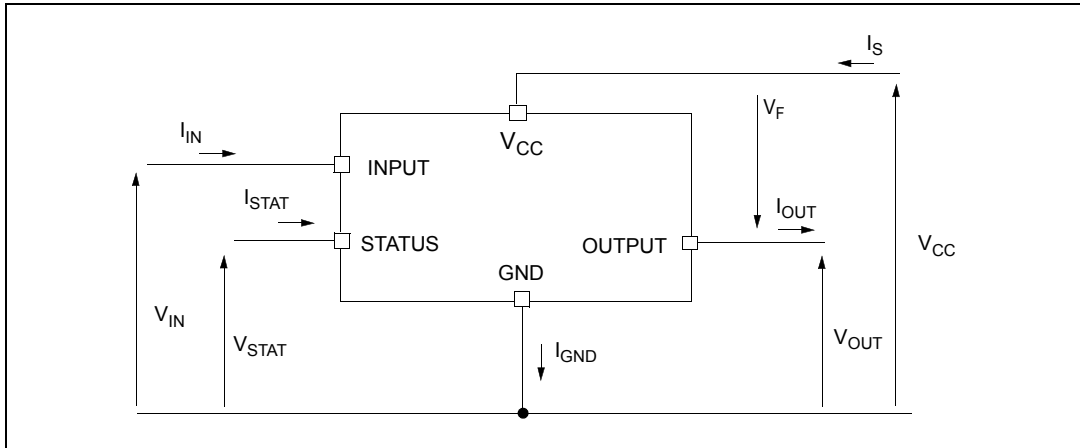 I_S
V_F
V_CC
I_IN
INPUT
I_STAT
I_OUT
STATUS
OUTPUT
V_CC
GND
V_IN
V_STAT
I_GND
V_OUT